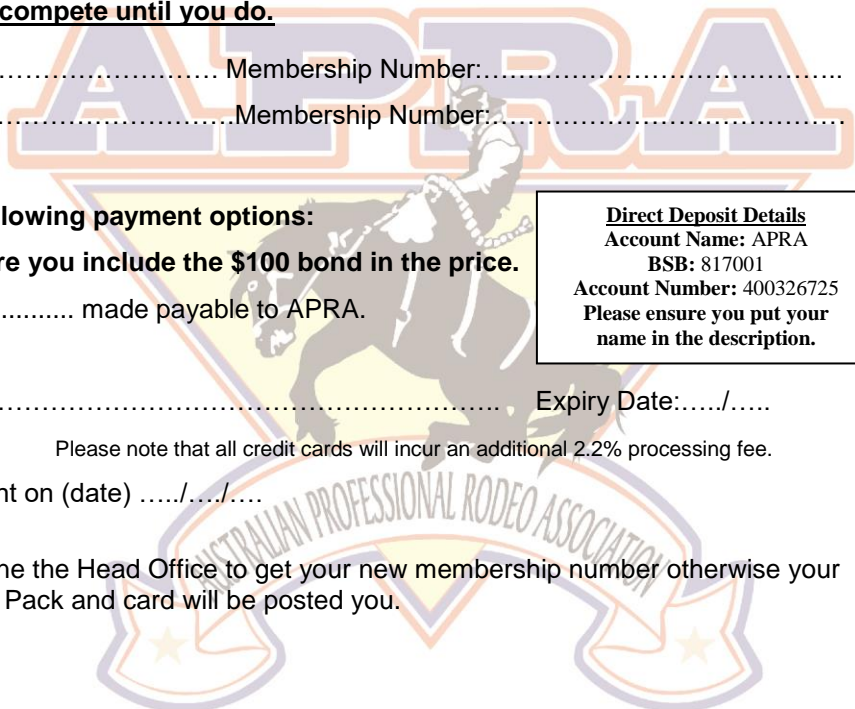 compete until you do.
APRA
…………………… Membership Number:…………………………………..
……………………..…Membership Number:……………………………………
lowing payment options:
re you include the $100 bond in the price.
........... made payable to APRA.
Direct Deposit Details
Account Name: APRA
BSB: 817001
Account Number: 400326725
Please ensure you put your
name in the description.
……………………………………………….. Expiry Date:…../…..
Please note that all credit cards will incur an additional 2.2% processing fee.
nt on (date) …../…./….
AUSTRALIAN PROFESSIONAL RODEO ASSOCIATION
ne the Head Office to get your new membership number otherwise your
Pack and card will be posted you.